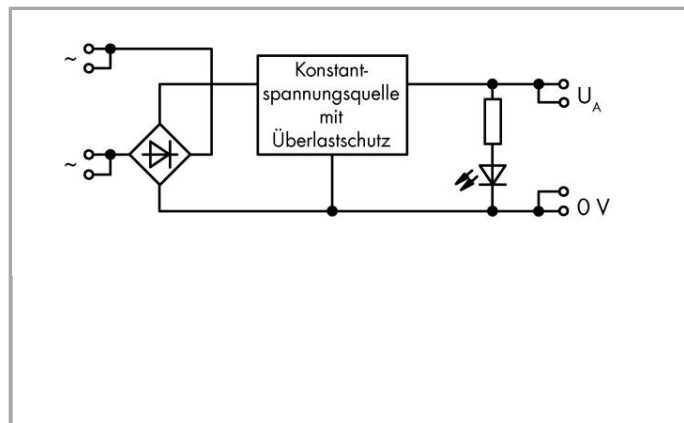 ~
Konstant-
spannungsquelle
mit
Überlastschutz
U_A
~
0 V